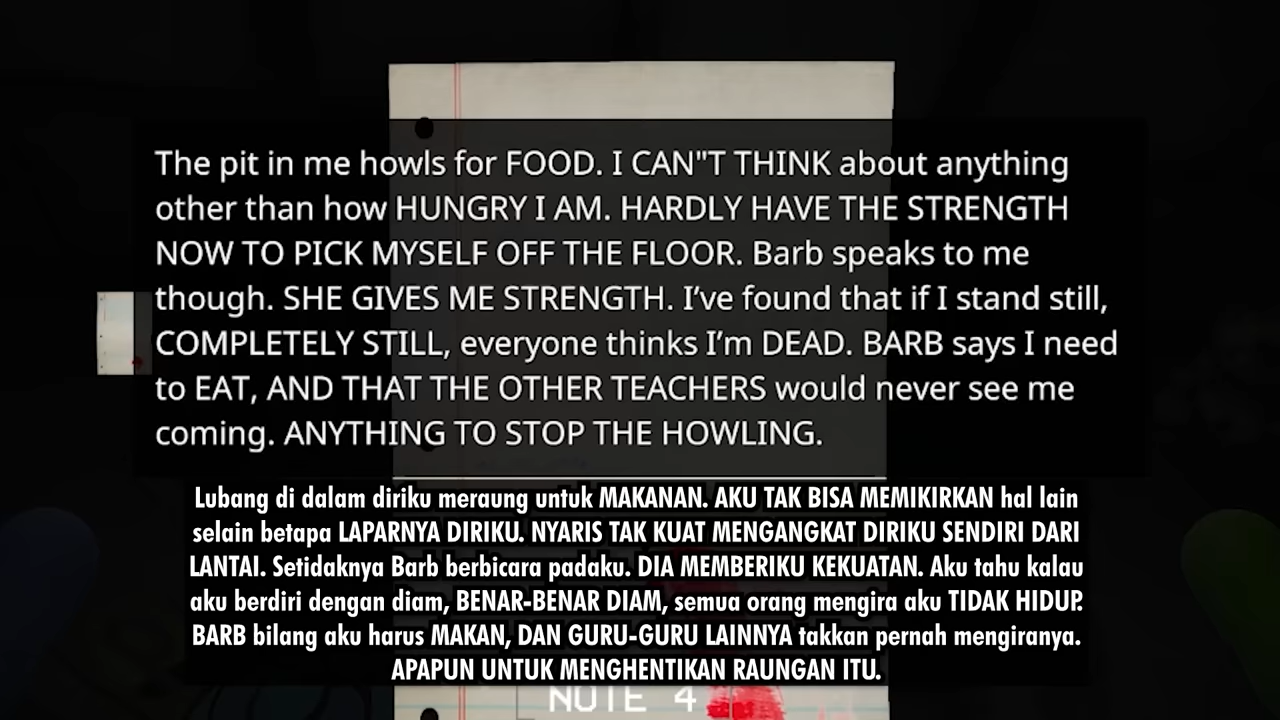 The pit in me howls for FOOD. I CAN"T THINK about anything
other than how HUNGRY I AM. HARDLY HAVE THE STRENGTH
NOW TO PICK MYSELF OFF THE FLOOR. Barb speaks to me
though. SHE GIVES ME STRENGTH. I’ve found that if I stand still,
COMPLETELY STILL, everyone thinks I’m DEAD. BARB says I need
to EAT, AND THAT THE OTHER TEACHERS would never see me
coming. ANYTHING TO STOP THE HOWLING.
Lubang di dalam diriku meraung untuk MAKANAN. AKU TAK BISA MEMIKIRKAN hal lain
selain betapa LAPARNYA DIRIKU. NYARIS TAK KUAT MENGANGKAT DIRIKU SENDIRI DARI
LANTAI. Setidaknya Barb berbicara padaku. DIA MEMBERIKU KEKUATAN. Aku tahu kalau
aku berdiri dengan diam, BENAR-BENAR DIAM, semua orang mengira aku TIDAK HIDUP.
BARB bilang aku harus MAKAN, DAN GURU-GURU LAINNYA takkan pernah mengiranya.
APAPUN UNTUK MENGHENTIKAN RAUNGAN ITU.
NOTE 4